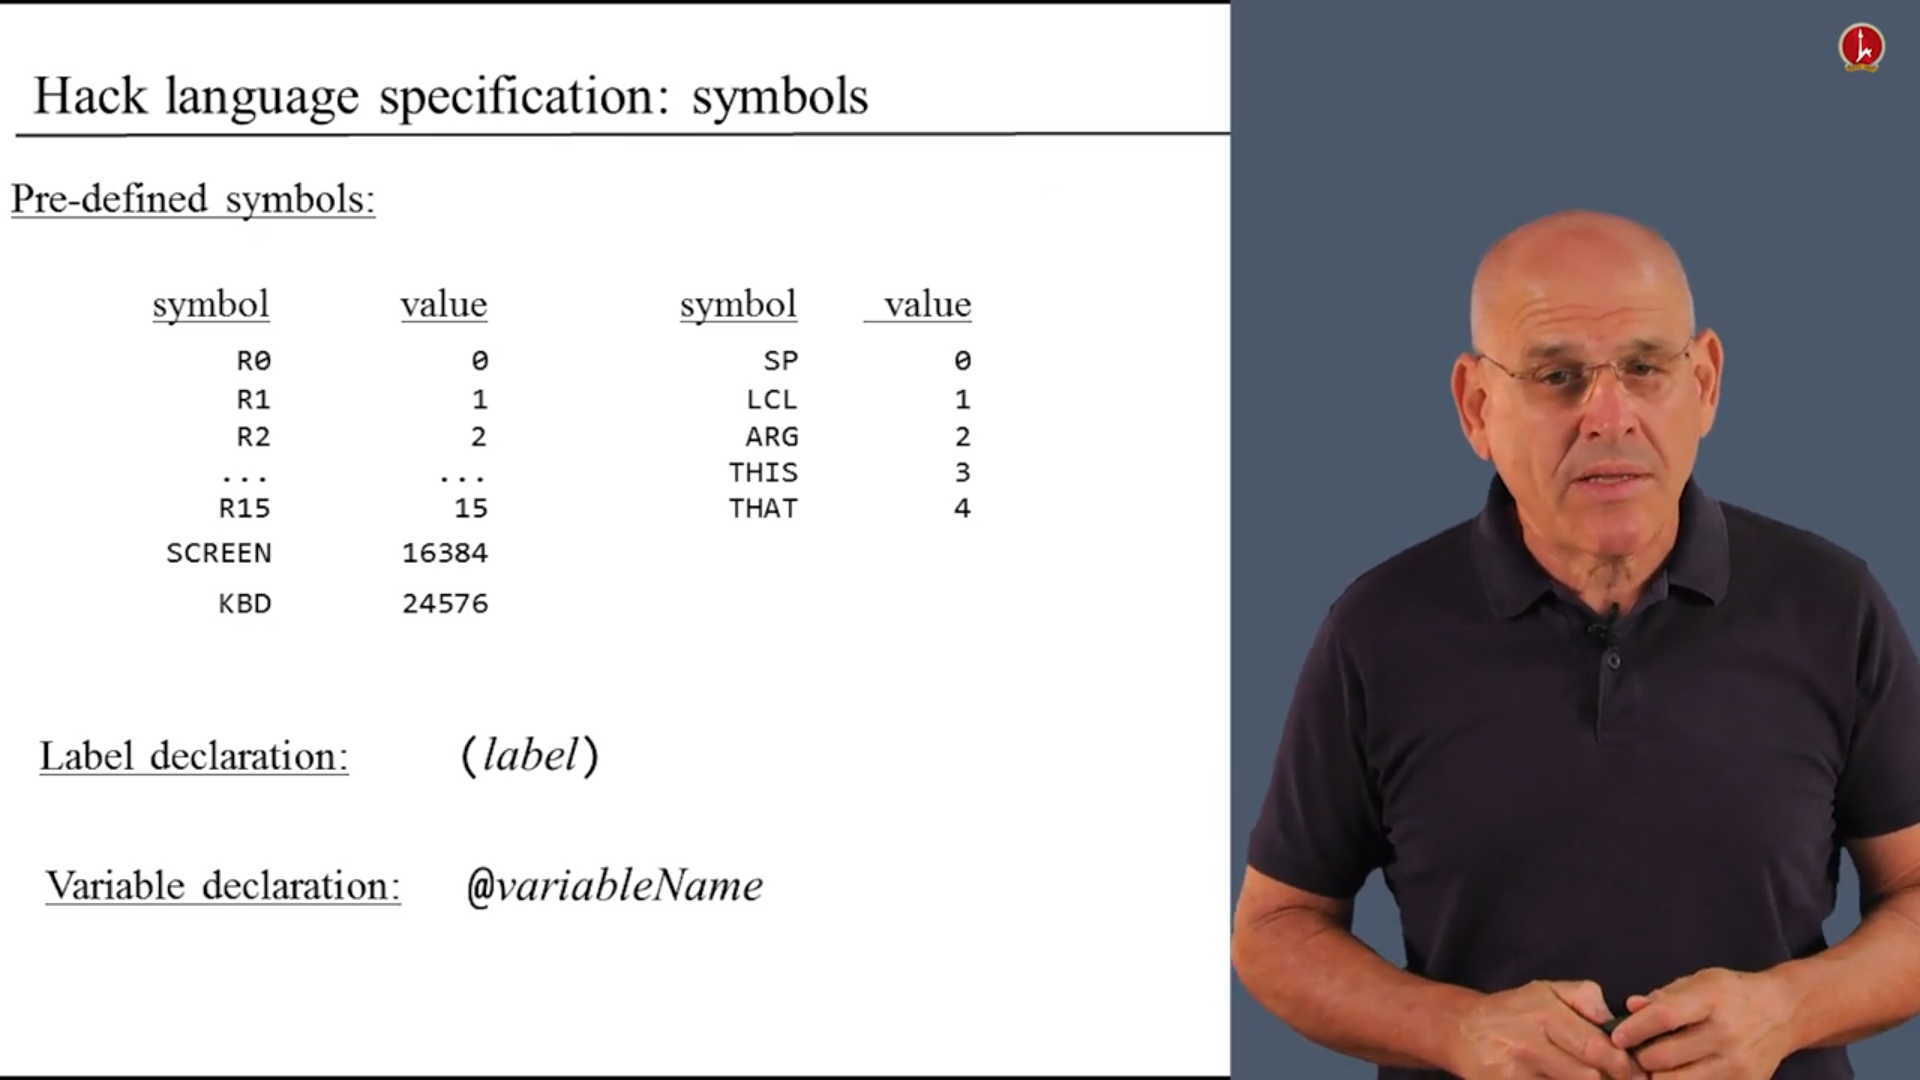 Hack language specification: symbols
Pre-defined symbols:
symbol value symbol value
R0 0 SP 0
R1 1 LCL 1
R2 2 ARG 2
... ... THIS 3
R15 15 THAT 4
SCREEN 16384
KBD 24576
Label declaration: (label)
Variable declaration: @variableName